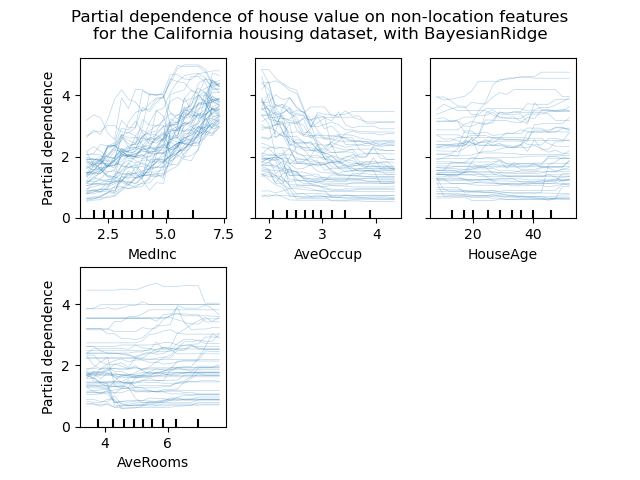 Partial dependence of house value on non-location features
for the California housing dataset, with BayesianRidge
Partial dependence
4
2
0
2.5 5.0 7.5
MedInc
2 3 4
AveOccup
20 40
HouseAge
Partial dependence
4
2
0
4 6
AveRooms